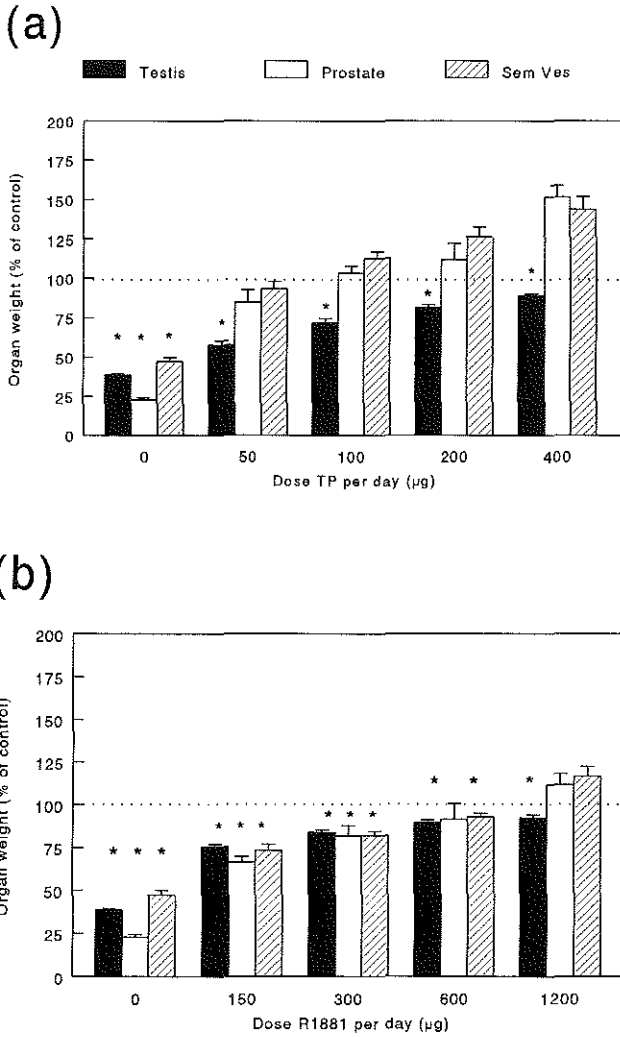 (a)
Testis Prostate Sem Ves
200
175
150
125
100
75
50
25
0
Organ weight (% of control)
* * *
*
*
*
*
0 50 100 200 400
Dose TP per day (µg)
(b)
200
175
150
125
100
75
50
25
0
Organ weight (% of control)
* * *
* * *
* * *
* *
*
0 150 300 600 1200
Dose R1881 per day (µg)